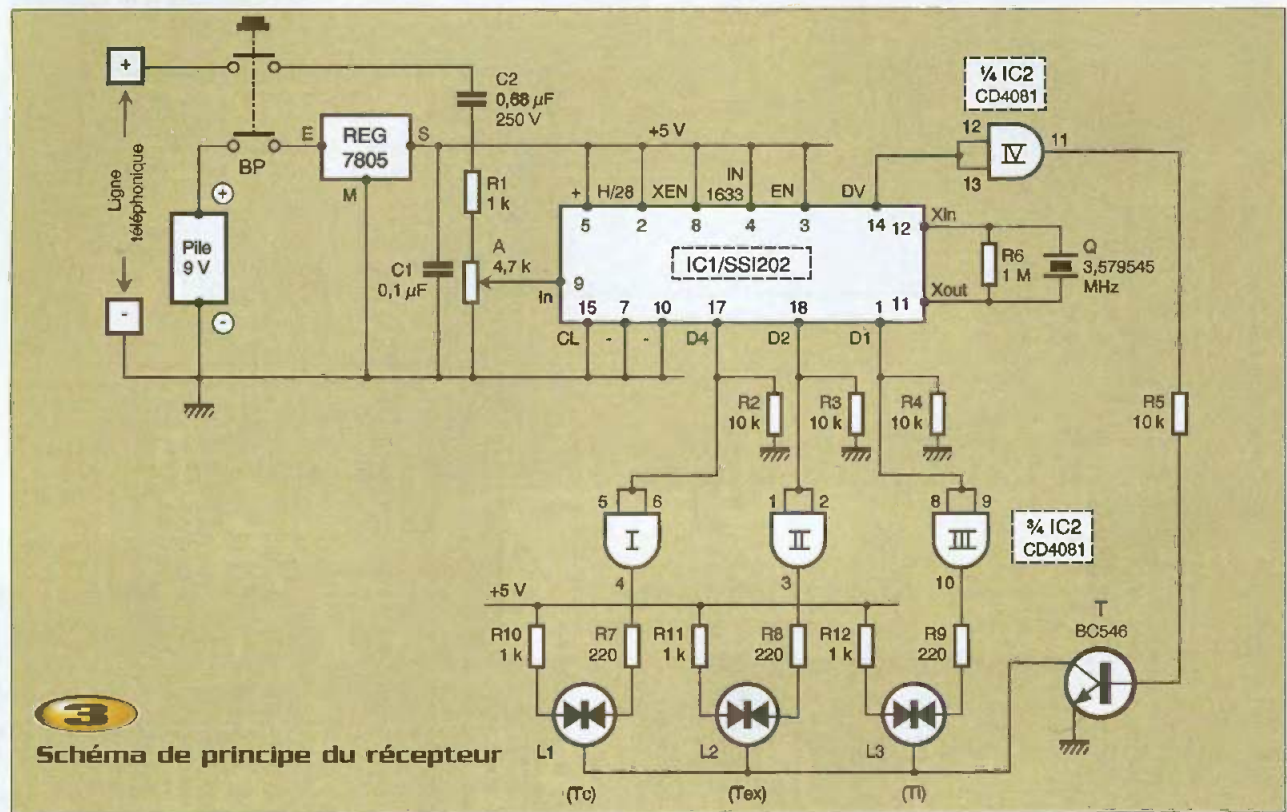 +
Ligne téléphonique
-
BP
Pile
9 V
+
-
E
REG
7805
S
M
C2
0,68 µF
250 V
R1
1 k
A
4,7 k
C1
0,1 µF
+5 V
+
H/28
XEN
IN
1633
EN
DV
5
2
8
4
3
14
12
Xin
IC1/SSI202
In
9
15
7
10
17
18
1
11
Xout
CL
-
-
D4
D2
D1
R6
1 M
Q
3,579545
MHz
¼ IC2
CD4081
12
13
IV
11
R2
10 k
R3
10 k
R4
10 k
R5
10 k
5
6
I
4
1
2
II
3
8
9
III
10
¾ IC2
CD4081
+5 V
R10
1 k
R7
220
R11
1 k
R8
220
R12
1 k
R9
220
T
BC546
L1
L2
L3
(Tc)
(Tex)
(Tl)
3
Schéma de principe du récepteur